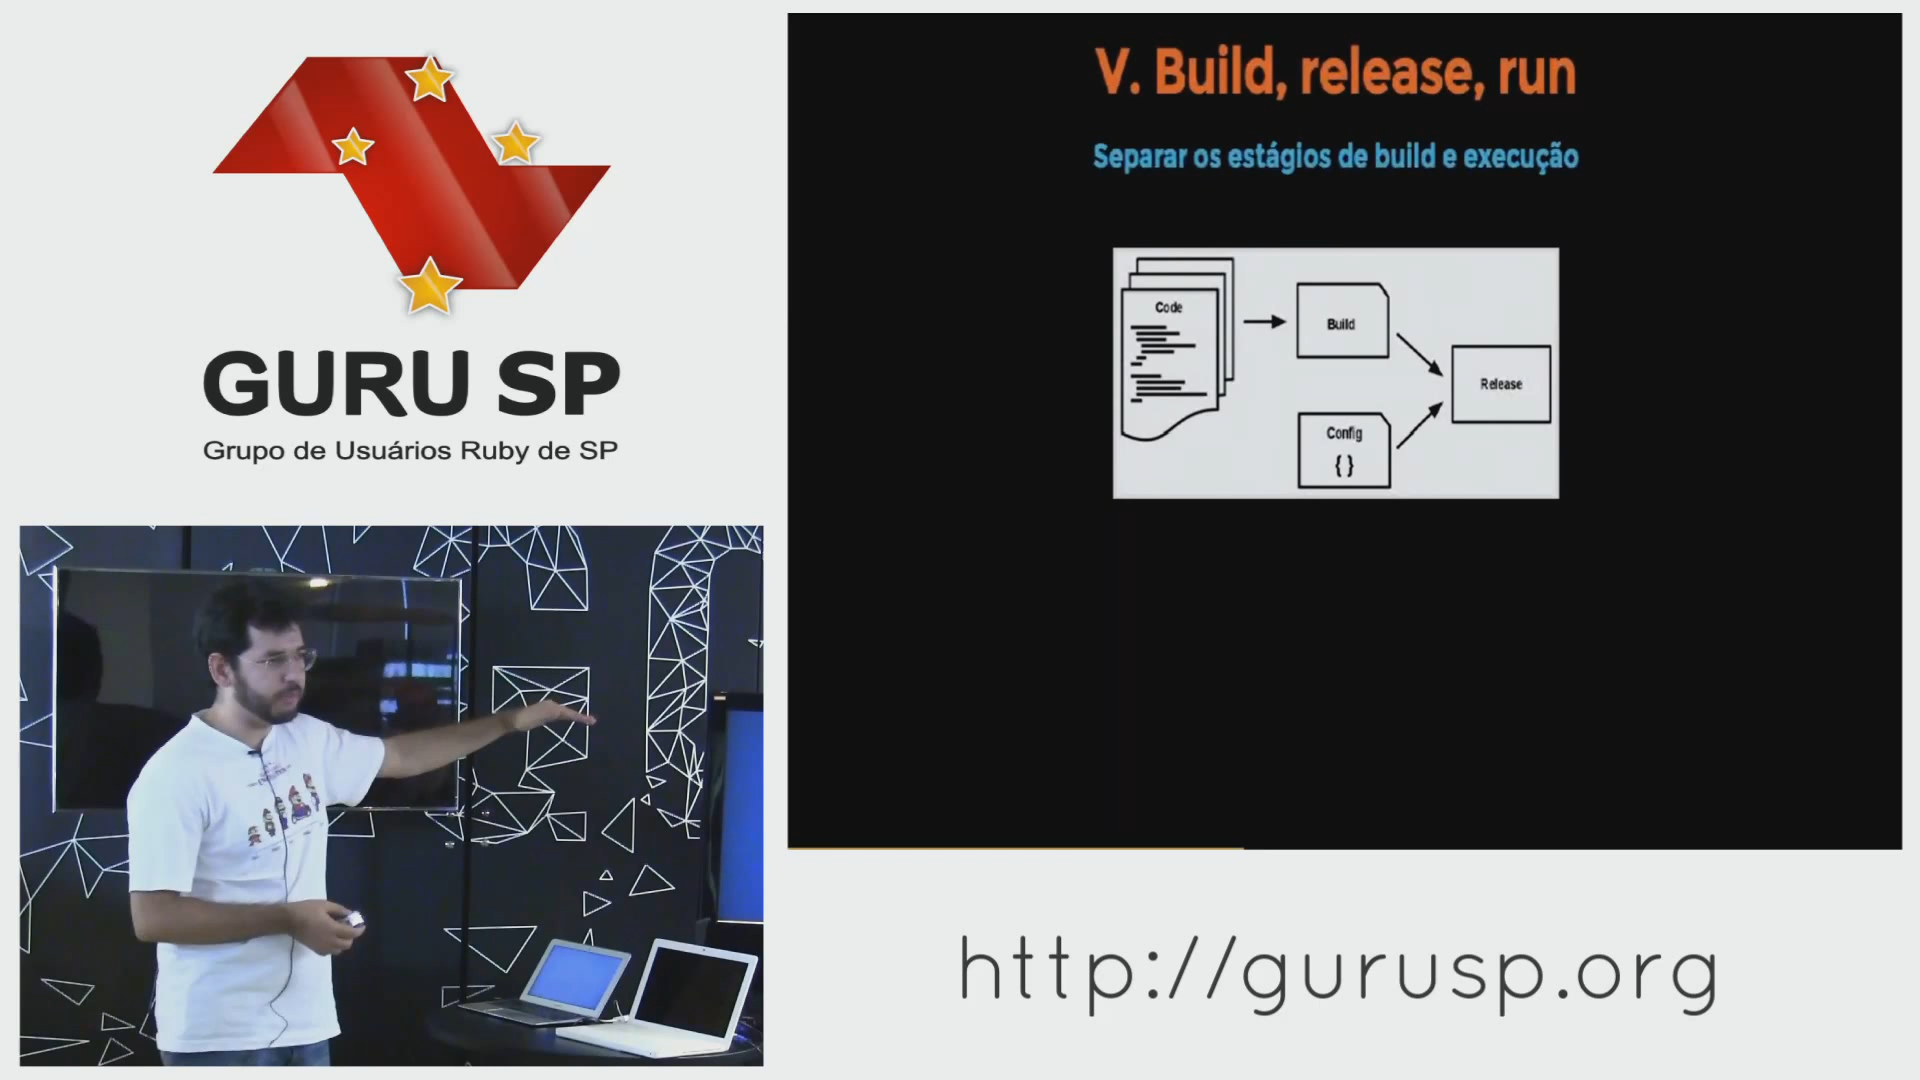 GURU SP
Grupo de Usuários Ruby de SP
V. Build, release, run
Separar os estágios de build e execução
Code
Build
Config
{ }
Release
http://gurusp.org